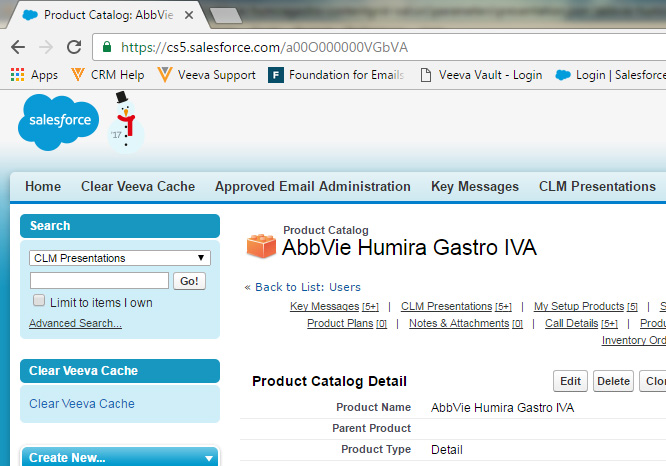 Product Catalog: AbbVie
https://cs5.salesforce.com/a00O000000VGbVA
Apps CRM Help Veeva Support Foundation for Emails Veeva Vault - Login Login | Salesforce
salesforce '17
Home Clear Veeva Cache Approved Email Administration Key Messages CLM Presentations
Search
CLM Presentations
Go!
Limit to items I own
Advanced Search...
Clear Veeva Cache
Clear Veeva Cache
Create New...
Product Catalog
AbbVie Humira Gastro IVA
« Back to List: Users
Key Messages [5+] | CLM Presentations [5+] | My Setup Products [5] | S
Product Plans [0] | Notes & Attachments [0] | Call Details [5+] | Produ
Inventory Ord
Product Catalog Detail Edit Delete Clon
Product Name AbbVie Humira Gastro IVA
Parent Product
Product Type Detail